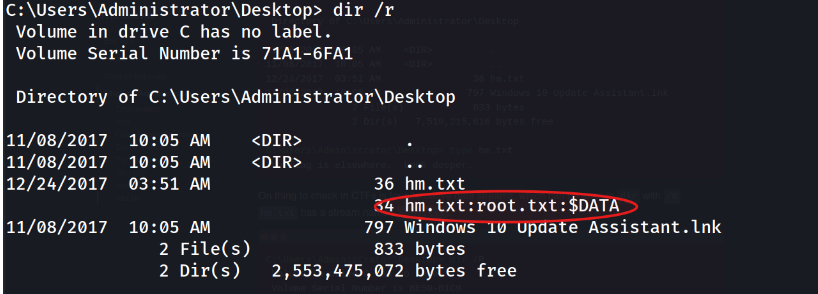 C:\Users\Administrator\Desktop> dir /r
 Volume in drive C has no label.
 Volume Serial Number is 71A1-6FA1

 Directory of C:\Users\Administrator\Desktop

11/08/2017  10:05 AM    <DIR>          .
11/08/2017  10:05 AM    <DIR>          ..
12/24/2017  03:51 AM                36 hm.txt
                                    34 hm.txt:root.txt:$DATA
11/08/2017  10:05 AM               797 Windows 10 Update Assistant.lnk
               2 File(s)            833 bytes
               2 Dir(s)   2,553,475,072 bytes free